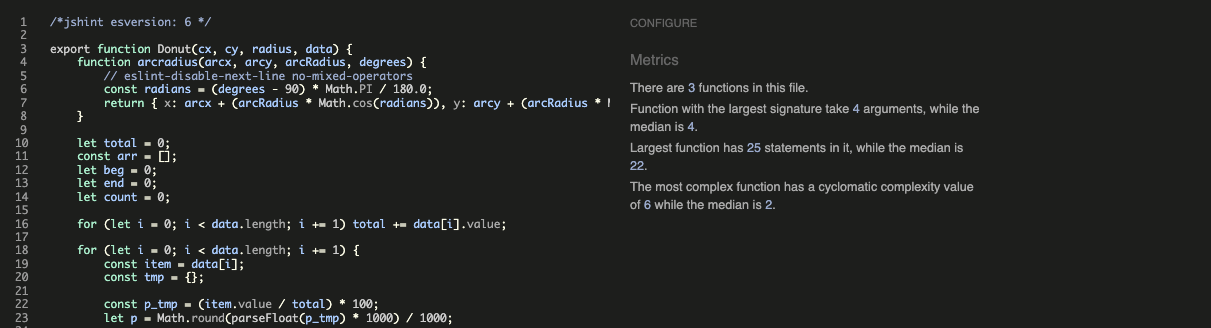 1 /*jshint esversion: 6 */
2
3 export function Donut(cx, cy, radius, data) {
4 function arcradius(arcx, arcy, arcRadius, degrees) {
5 // eslint-disable-next-line no-mixed-operators
6 const radians = (degrees - 90) * Math.PI / 180.0;
7 return { x: arcx + (arcRadius * Math.cos(radians)), y: arcy + (arcRadius *
8 }
9
10 let total = 0;
11 const arr = [];
12 let beg = 0;
13 let end = 0;
14 let count = 0;
15
16 for (let i = 0; i < data.length; i += 1) total += data[i].value;
17
18 for (let i = 0; i < data.length; i += 1) {
19 const item = data[i];
20 const tmp = {};
21
22 const p_tmp = (item.value / total) * 100;
23 let p = Math.round(parseFloat(p_tmp) * 1000) / 1000;
CONFIGURE
Metrics
There are 3 functions in this file.
Function with the largest signature take 4 arguments, while the
median is 4.
Largest function has 25 statements in it, while the median is
22.
The most complex function has a cyclomatic complexity value
of 6 while the median is 2.